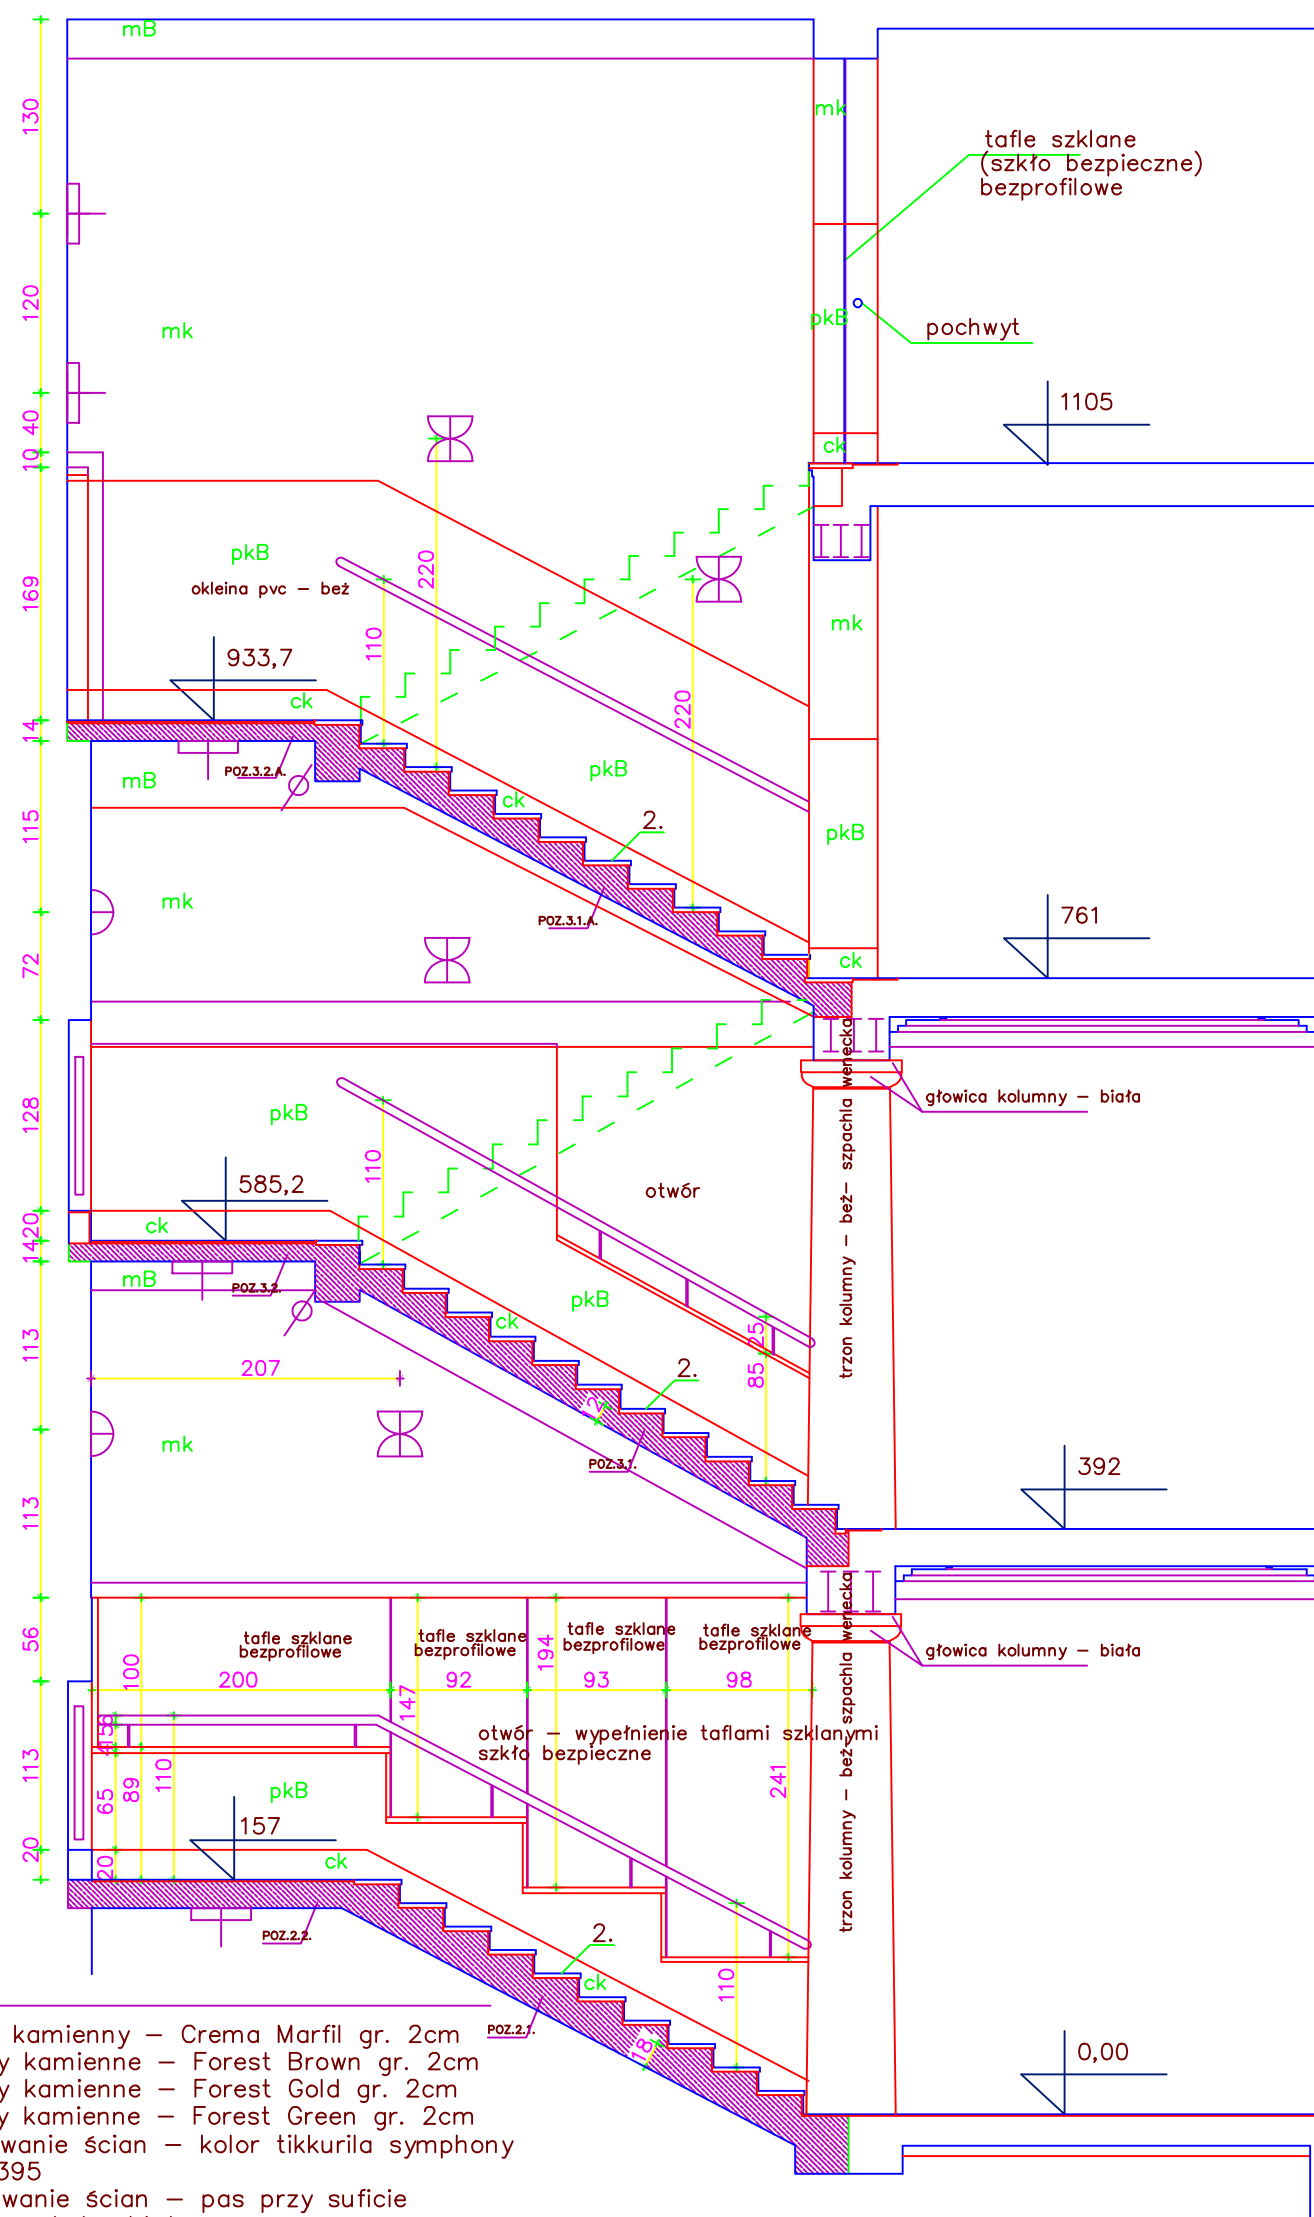 mB
130
mk
tafle szklane
(szkło bezpieczne)
bezprofilowe
120
mk
pkB
pochwyt
40
1105
ck
10
pkB
220
okleina pvc – beż
169
110
mk
933,7
ck
220
14
POZ.3.2.A.
mB
pkB
ck
2.
115
pkB
mk
POZ.3.1.A.
761
72
ck
głowica kolumny – biała
128
pkB
110
otwór
trzon kolumny – beż– szpachla wenecka
585,2
20
ck
14
mB
POZ.3.2.
pkB
ck
25
113
207
85
2.
12
mk
POZ.3.1.
392
113
56
tafle szklane
bezprofilowe
tafle szklane
bezprofilowe
tafle szklane
bezprofilowe
tafle szklane
bezprofilowe
194
głowica kolumny – biała
100
200
92
93
98
147
otwór – wypełnienie taflami szklanymi
szkło bezpieczne
trzon kolumny – beż– szpachla wenecka
113
65
89
110
pkB
241
157
20
20
ck
2.
POZ.2.2.
ck
110
POZ.2.1.
18
0,00
kamienny – Crema Marfil gr. 2cm
y kamienne – Forest Brown gr. 2cm
y kamienne – Forest Gold gr. 2cm
y kamienne – Forest Green gr. 2cm
wanie ścian – kolor tikkurila symphony
395
wanie ścian – pas przy suficie